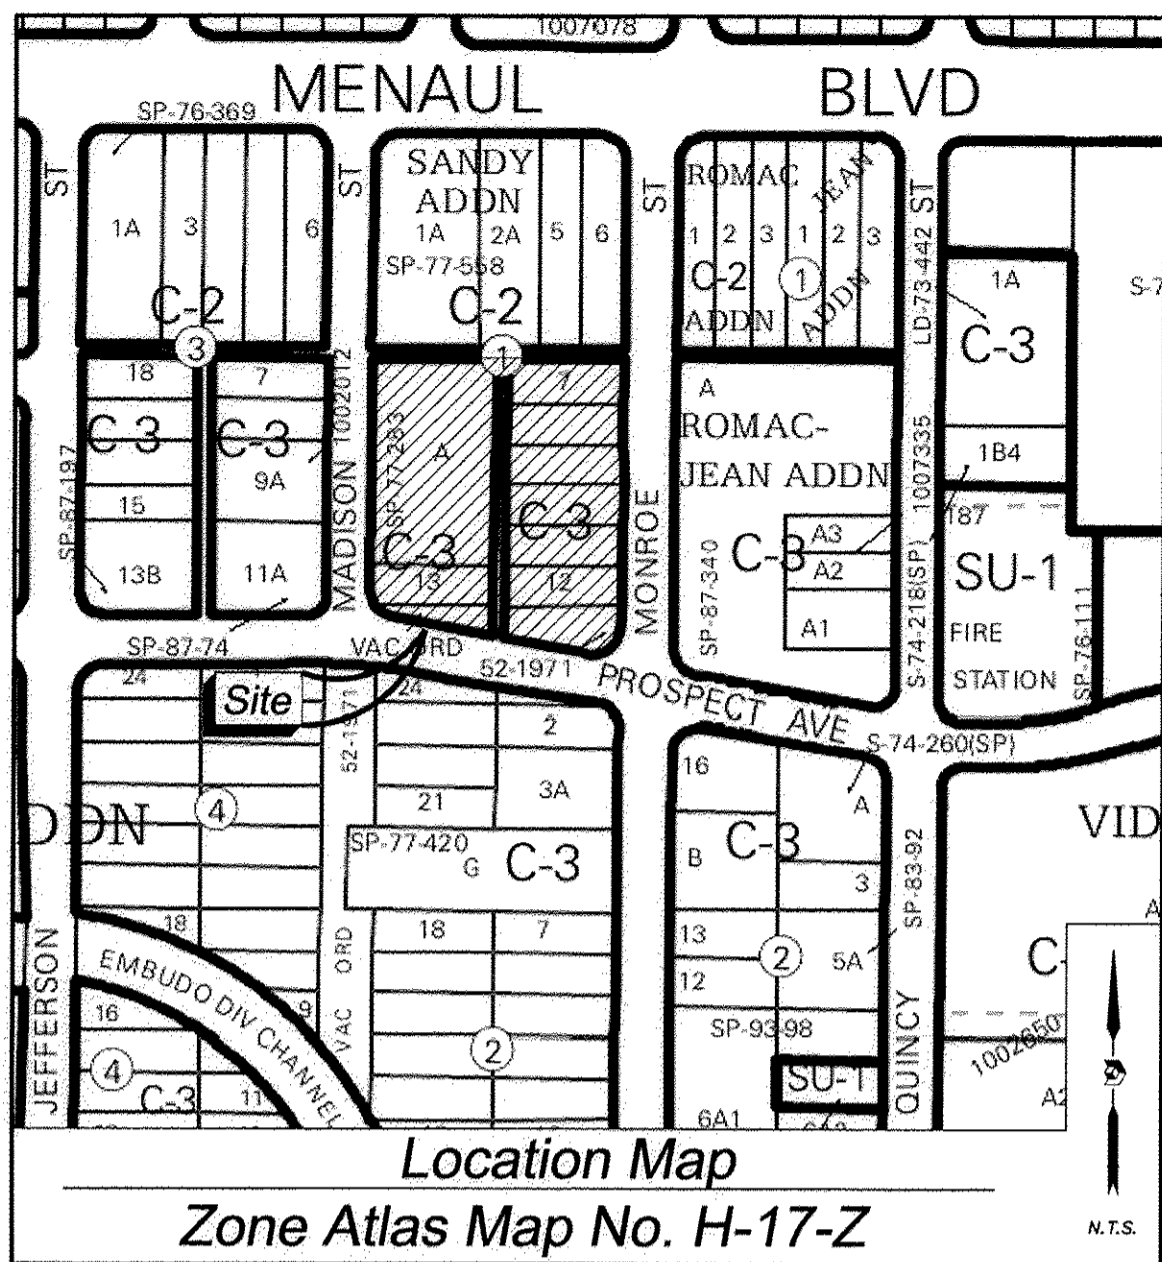 1007078
MENAUL BLVD
SP-76-369
ST
ST
ST
LD-73-442 ST
SANDY
ADDN
ROMAC
JEAN
1A 3 6
1A 2A 5 6
1 2 3 1 2 3
SP-77-558
C-2
C-2
C-2
1
ADDN
ADDN
1A
S-7
C-3
3
1
18 7
7
A
1002012
C 3
C-3
SP-77-283
A
ROMAC-
JEAN ADDN
1007335
1B4
SP-87-197
9A
15
MADISON
C-3
C-3
MONROE
C-3
A3
A2
A1
SP-87-340
S-74-218(SP)
187
SU-1
FIRE
STATION
SP-76-111
13B 11A
13 12
SP-87-74
VAC ORD
52-1971
PROSPECT AVE
S-74-260(SP)
24
Site
52-1971
24
2
3A
21
16
A
4
DDN
SP-77-420
G
C-3
B
C-3
3
SP-83-92
VID
A
18
VAC ORD
18 7
13
12
2
5A
C-
JEFFERSON
EMBUDO DIV CHANNEL
16
9
2
SP-93-98
QUINCY
1002650
4
C-3
11
SU-1
6A1
A2
Location Map
Zone Atlas Map No. H-17-Z
N.T.S.